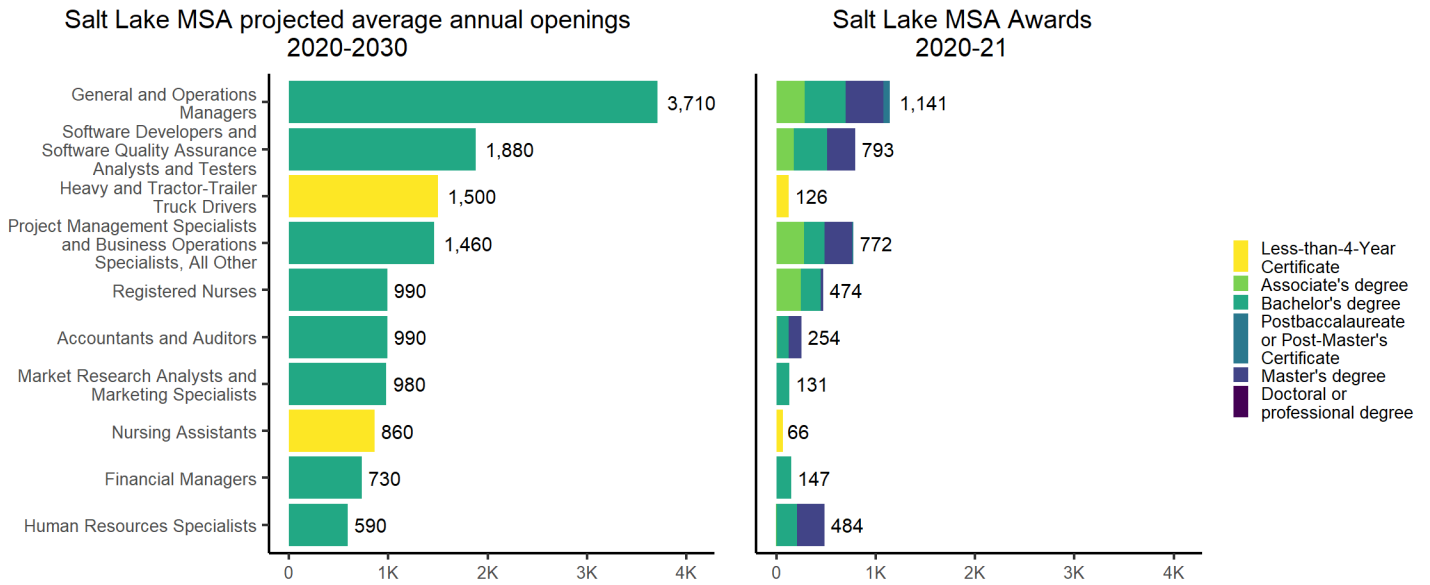 Salt Lake MSA projected average annual openings
2020-2030
General and Operations
Managers
3,710
Software Developers and
Software Quality Assurance
Analysts and Testers
1,880
Heavy and Tractor-Trailer
Truck Drivers
1,500
Project Management Specialists
and Business Operations
Specialists, All Other
1,460
Registered Nurses
990
Accountants and Auditors
990
Market Research Analysts and
Marketing Specialists
980
Nursing Assistants
860
Financial Managers
730
Human Resources Specialists
590
0 1K 2K 3K 4K
Salt Lake MSA Awards
2020-21
1,141
793
126
772
474
254
131
66
147
484
0 1K 2K 3K 4K
Less-than-4-Year
Certificate
Associate's degree
Bachelor's degree
Postbaccalaureate
or Post-Master's
Certificate
Master's degree
Doctoral or
professional degree